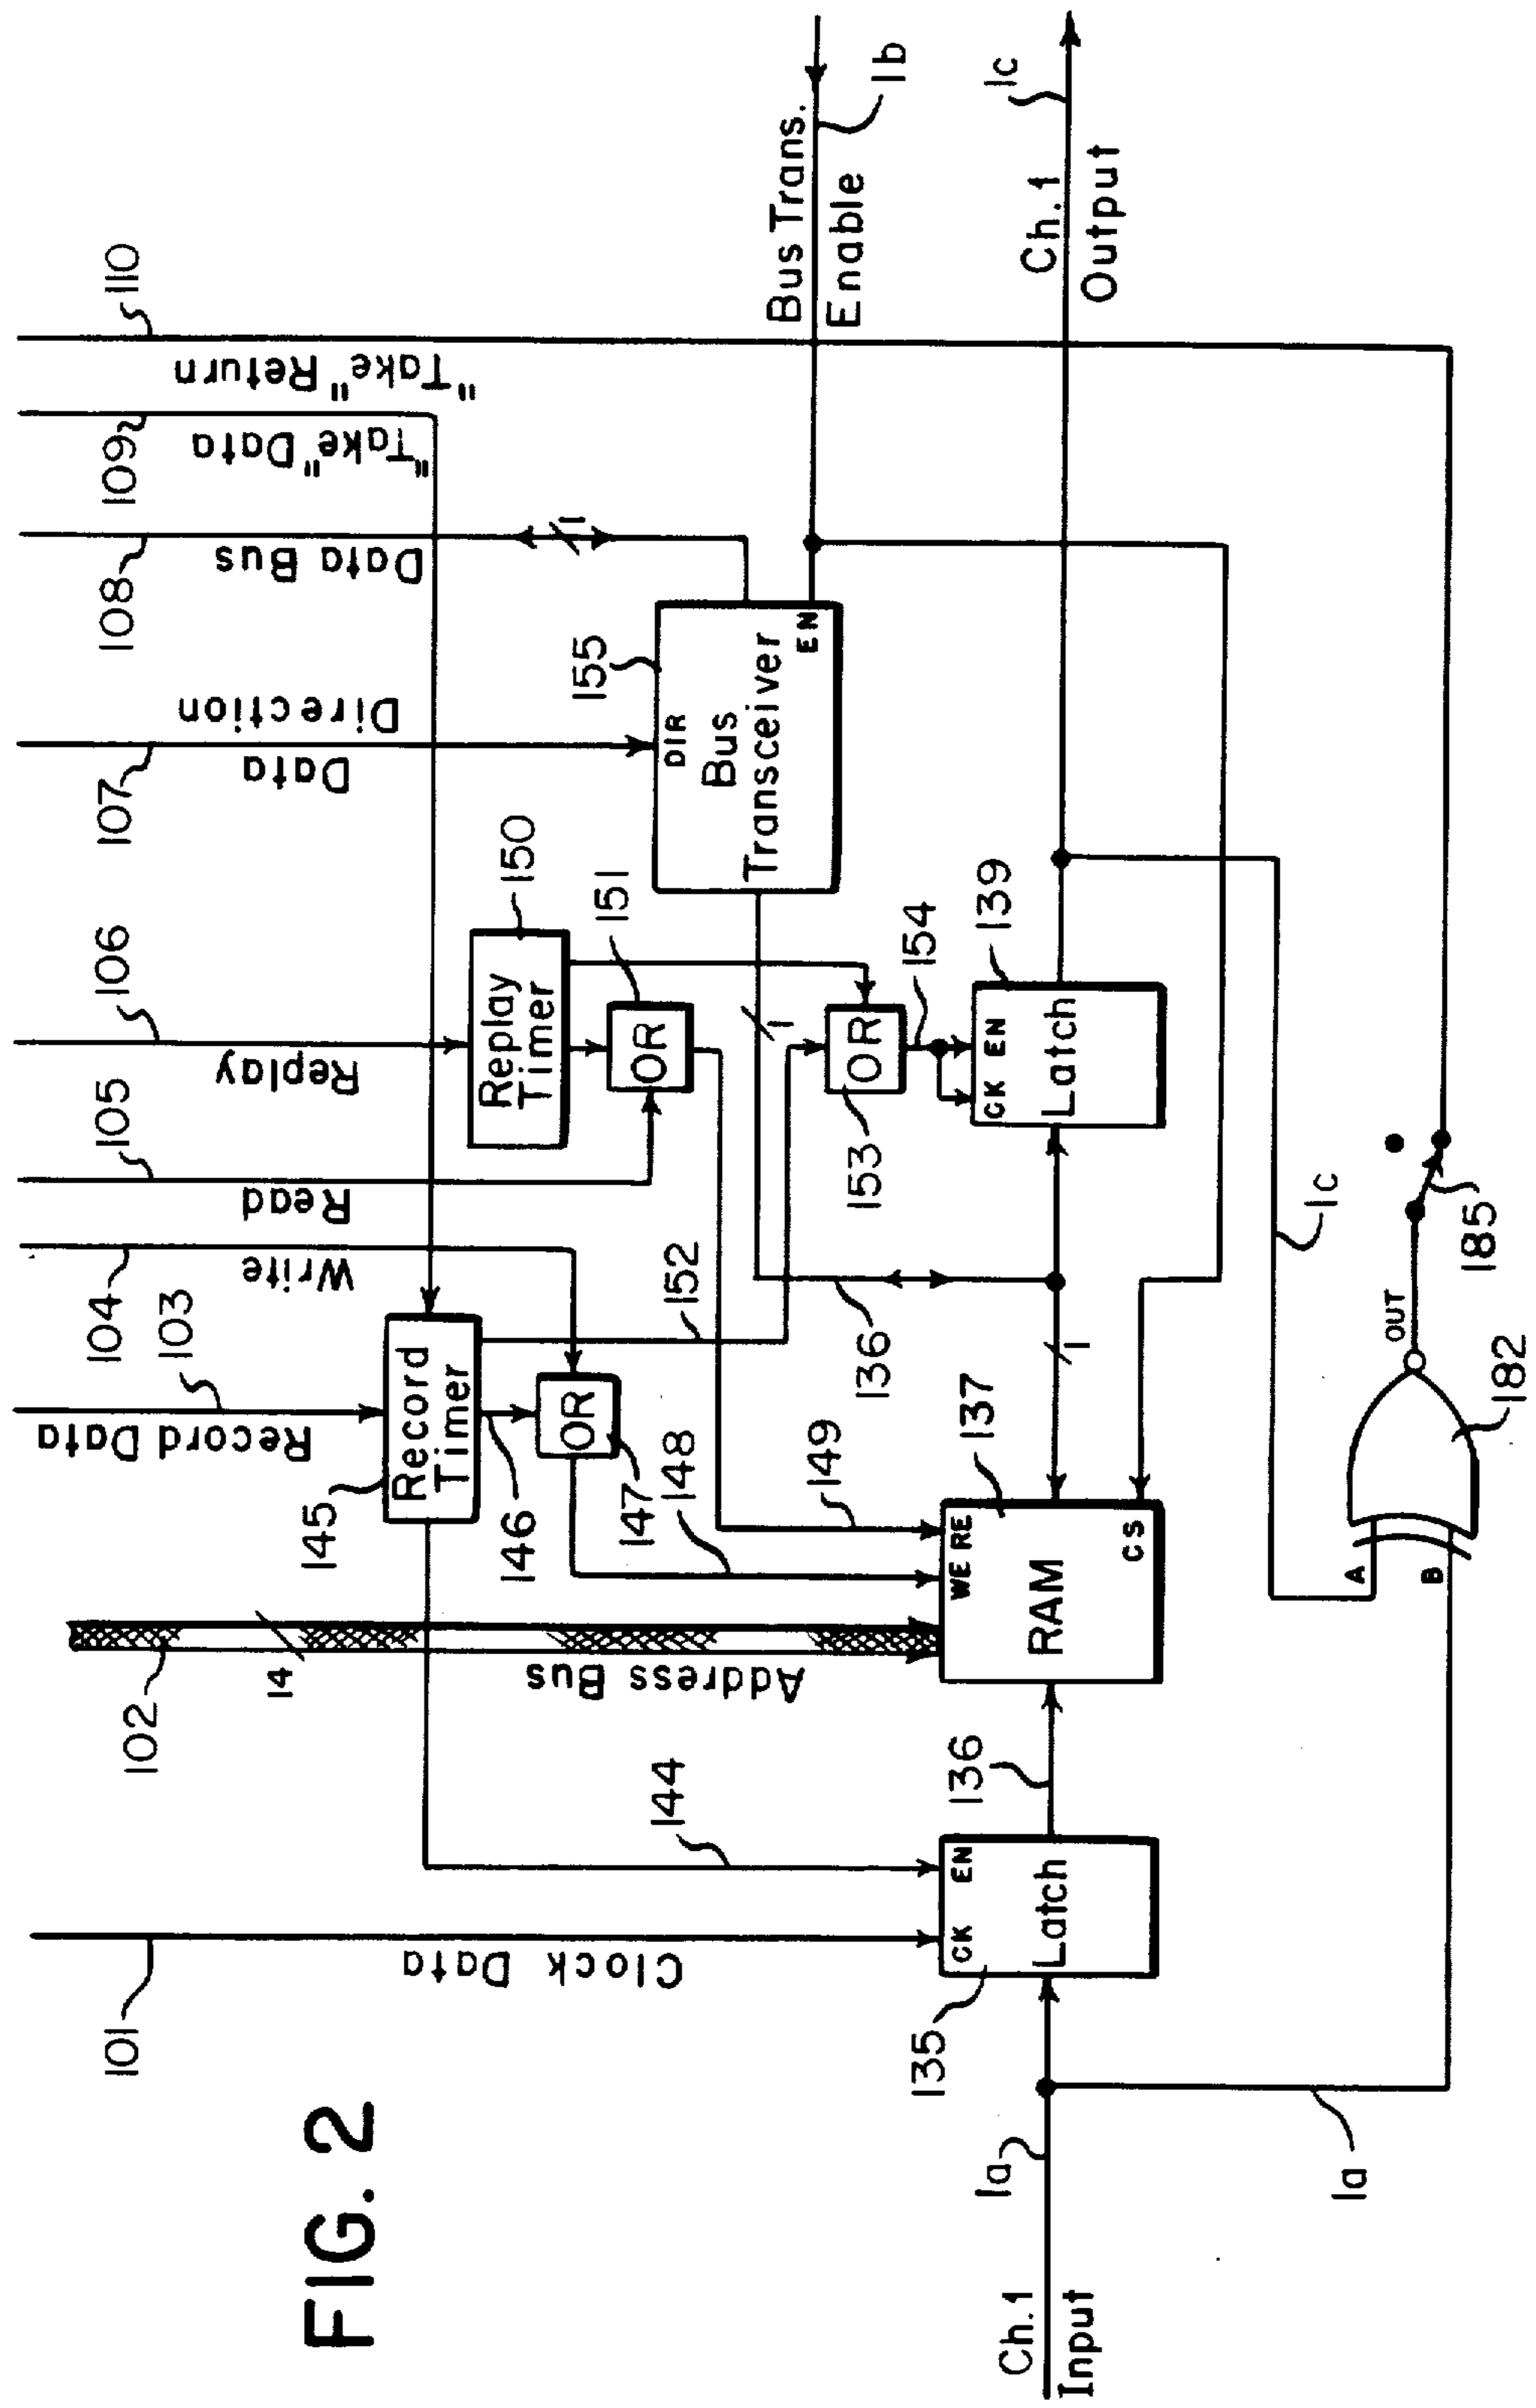 FIG. 2
101
Clock Data
102
14
Address Bus
Record Data
103
104
Write
105
Read
106
Replay
107
Data
Direction
108
Data Bus
109
"Take" Data
110
"Take" Return
145
Record
Timer
146
OR
147
148
149
152
150
Replay
Timer
151
OR
155
DIR
Bus
Transceiver
EN
1
Bus Trans.
Enable
1b
1
136
153
OR
154
144
Ch.1
Input
1a
135
CK EN
Latch
136
137
WE RE
RAM
CS
1
139
CK EN
Latch
Ch.1
Output
1c
1a
1c
A
B
OUT
182
185